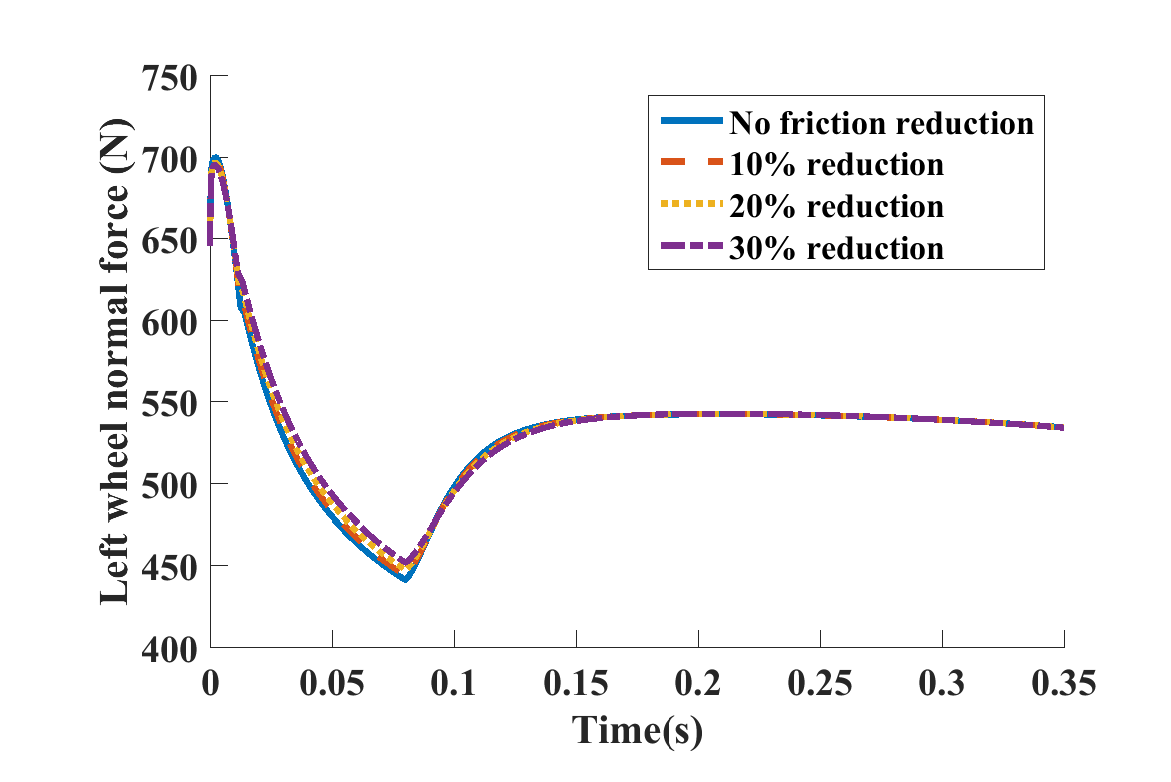 750
700
650
600
550
500
450
400
Left wheel normal force (N)
No friction reduction
10% reduction
20% reduction
30% reduction
0 0.05 0.1 0.15 0.2 0.25 0.3 0.35
Time(s)